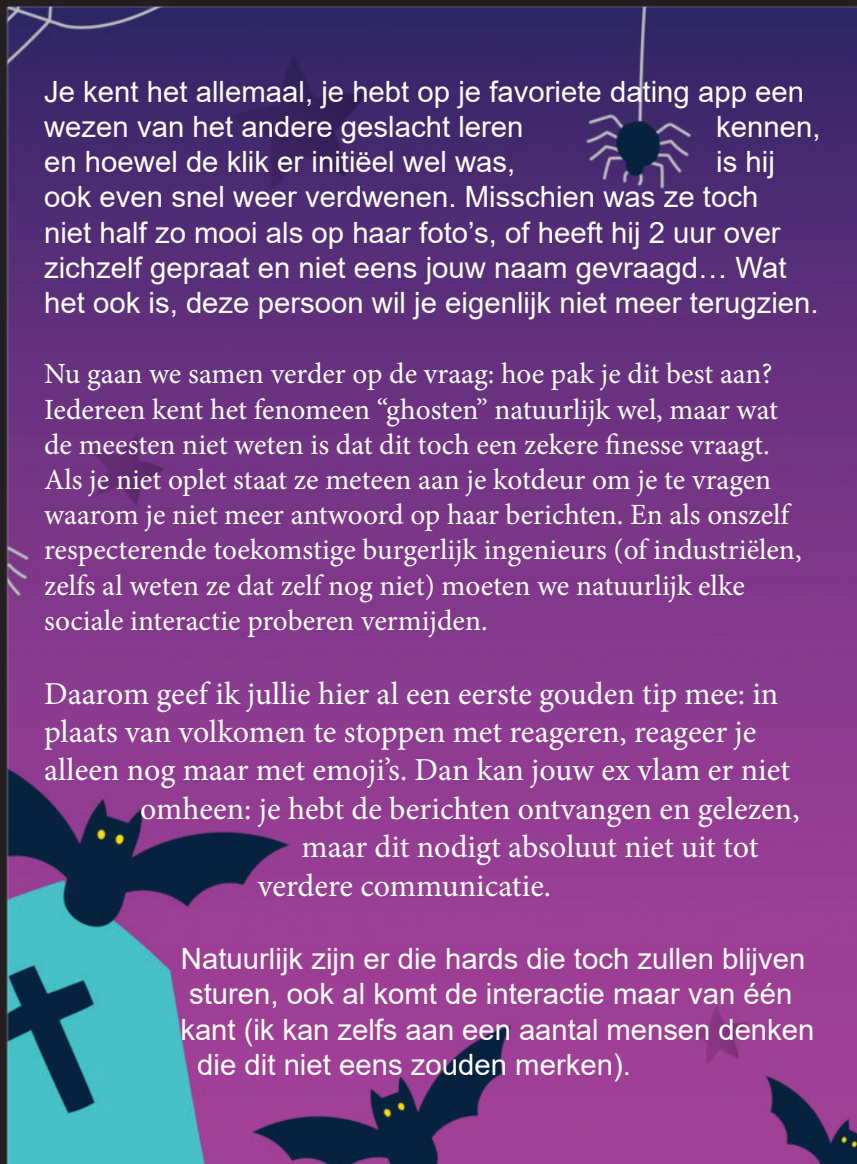 Je kent het allemaal, je hebt op je favoriete dating app een
wezen van het andere geslacht leren kennen,
en hoewel de klik er initiëel wel was, is hij
ook even snel weer verdwenen. Misschien was ze toch
niet half zo mooi als op haar foto’s, of heeft hij 2 uur over
zichzelf gepraat en niet eens jouw naam gevraagd… Wat
het ook is, deze persoon wil je eigenlijk niet meer terugzien.
Nu gaan we samen verder op de vraag: hoe pak je dit best aan?
Iedereen kent het fenomeen “ghosten” natuurlijk wel, maar wat
de meesten niet weten is dat dit toch een zekere finesse vraagt.
Als je niet oplet staat ze meteen aan je kotdeur om je te vragen
waarom je niet meer antwoord op haar berichten. En als onszelf
respecterende toekomstige burgerlijk ingenieurs (of industriëlen,
zelfs al weten ze dat zelf nog niet) moeten we natuurlijk elke
sociale interactie proberen vermijden.
Daarom geef ik jullie hier al een eerste gouden tip mee: in
plaats van volkomen te stoppen met reageren, reageer je
alleen nog maar met emoji’s. Dan kan jouw ex vlam er niet
omheen: je hebt de berichten ontvangen en gelezen,
maar dit nodigt absoluut niet uit tot
verdere communicatie.
Natuurlijk zijn er die hards die toch zullen blijven
sturen, ook al komt de interactie maar van één
kant (ik kan zelfs aan een aantal mensen denken
die dit niet eens zouden merken).